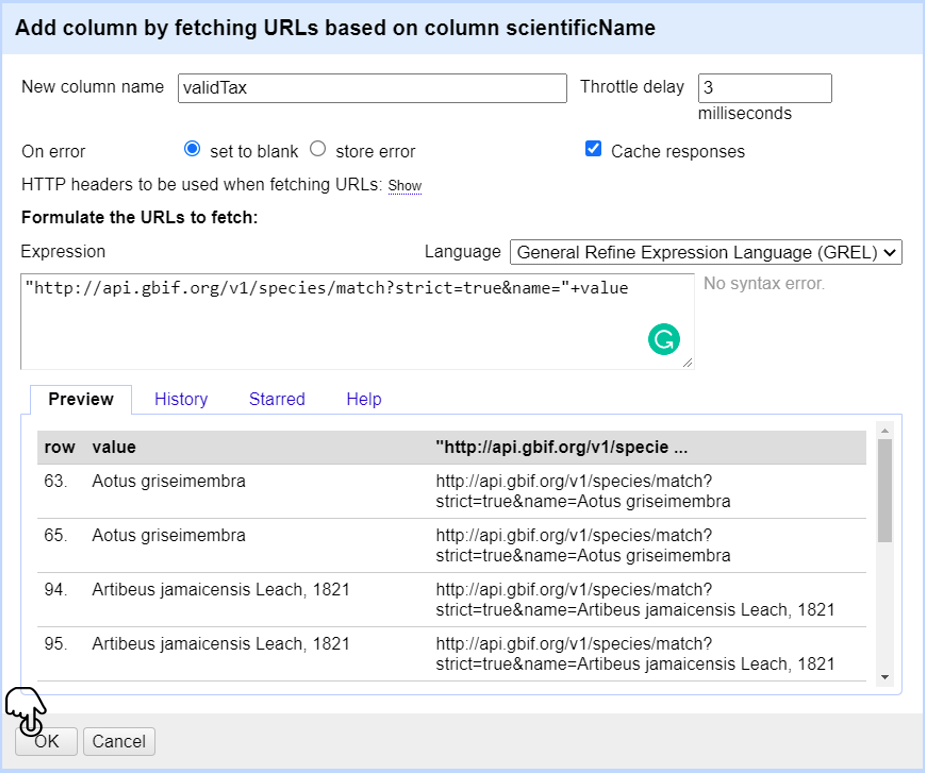 Add column by fetching URLs based on column scientificName
New column name validTax Throttle delay 3
milliseconds
On error set to blank store error Cache responses
HTTP headers to be used when fetching URLs: Show
Formulate the URLs to fetch:
Expression Language General Refine Expression Language (GREL)
"http://api.gbif.org/v1/species/match?strict=true&name="+value No syntax error.
G
Preview History Starred Help
row value "http://api.gbif.org/v1/specie ...
63. Aotus griseimembra http://api.gbif.org/v1/species/match?
strict=true&name=Aotus griseimembra
65. Aotus griseimembra http://api.gbif.org/v1/species/match?
strict=true&name=Aotus griseimembra
94. Artibeus jamaicensis Leach, 1821 http://api.gbif.org/v1/species/match?
strict=true&name=Artibeus jamaicensis Leach, 1821
95. Artibeus jamaicensis Leach, 1821 http://api.gbif.org/v1/species/match?
strict=true&name=Artibeus jamaicensis Leach, 1821
OK Cancel